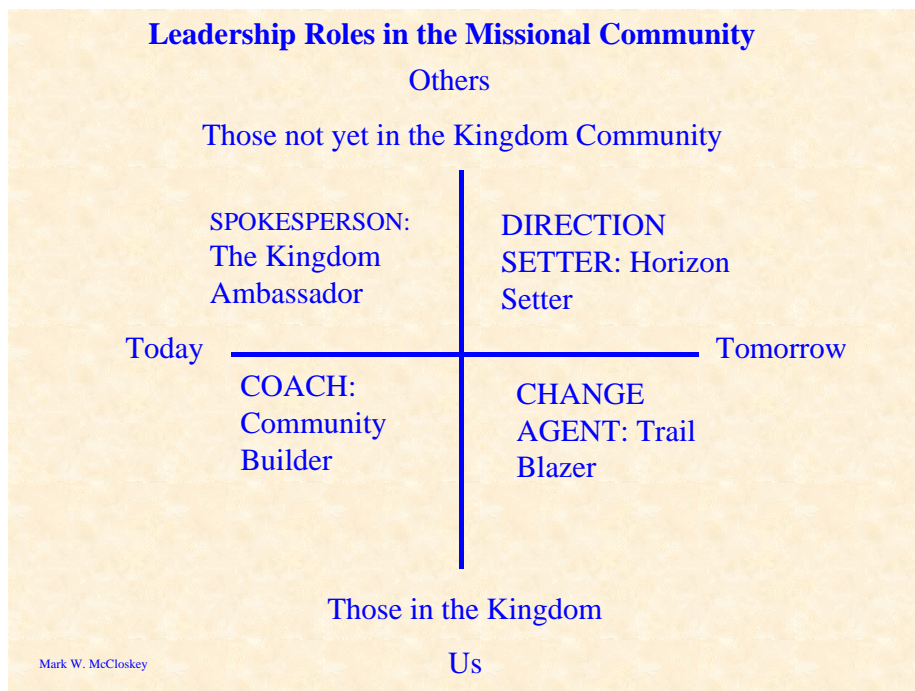 Leadership Roles in the Missional Community
Others
Those not yet in the Kingdom Community
SPOKESPERSON:
The Kingdom
Ambassador
DIRECTION
SETTER: Horizon
Setter
Today
Tomorrow
COACH:
Community
Builder
CHANGE
AGENT: Trail
Blazer
Those in the Kingdom
Us
Mark W. McCloskey